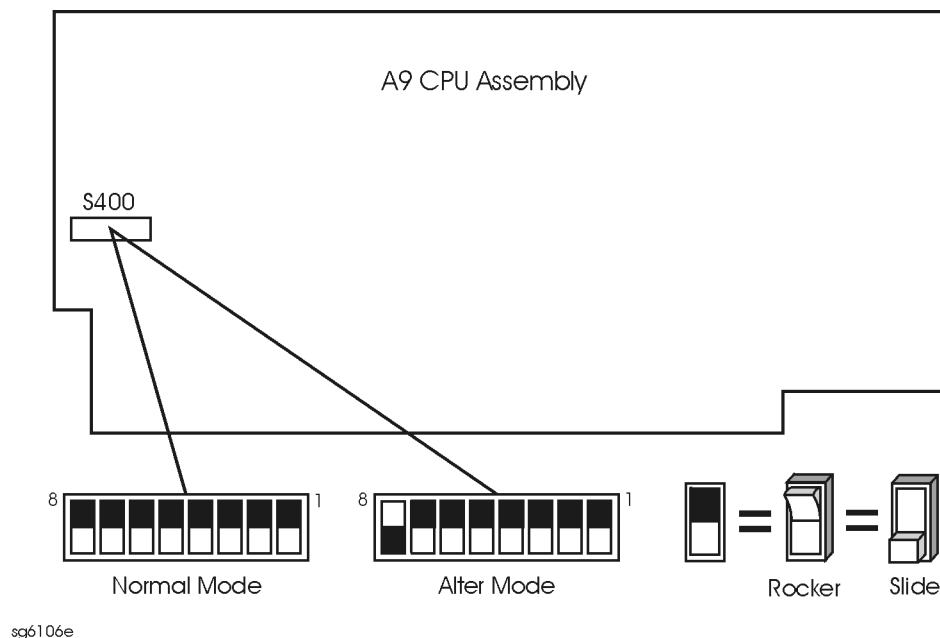 A9 CPU Assembly
S400
8 1
8 1
Normal Mode
Alter Mode
Rocker
Slide
sg6106e